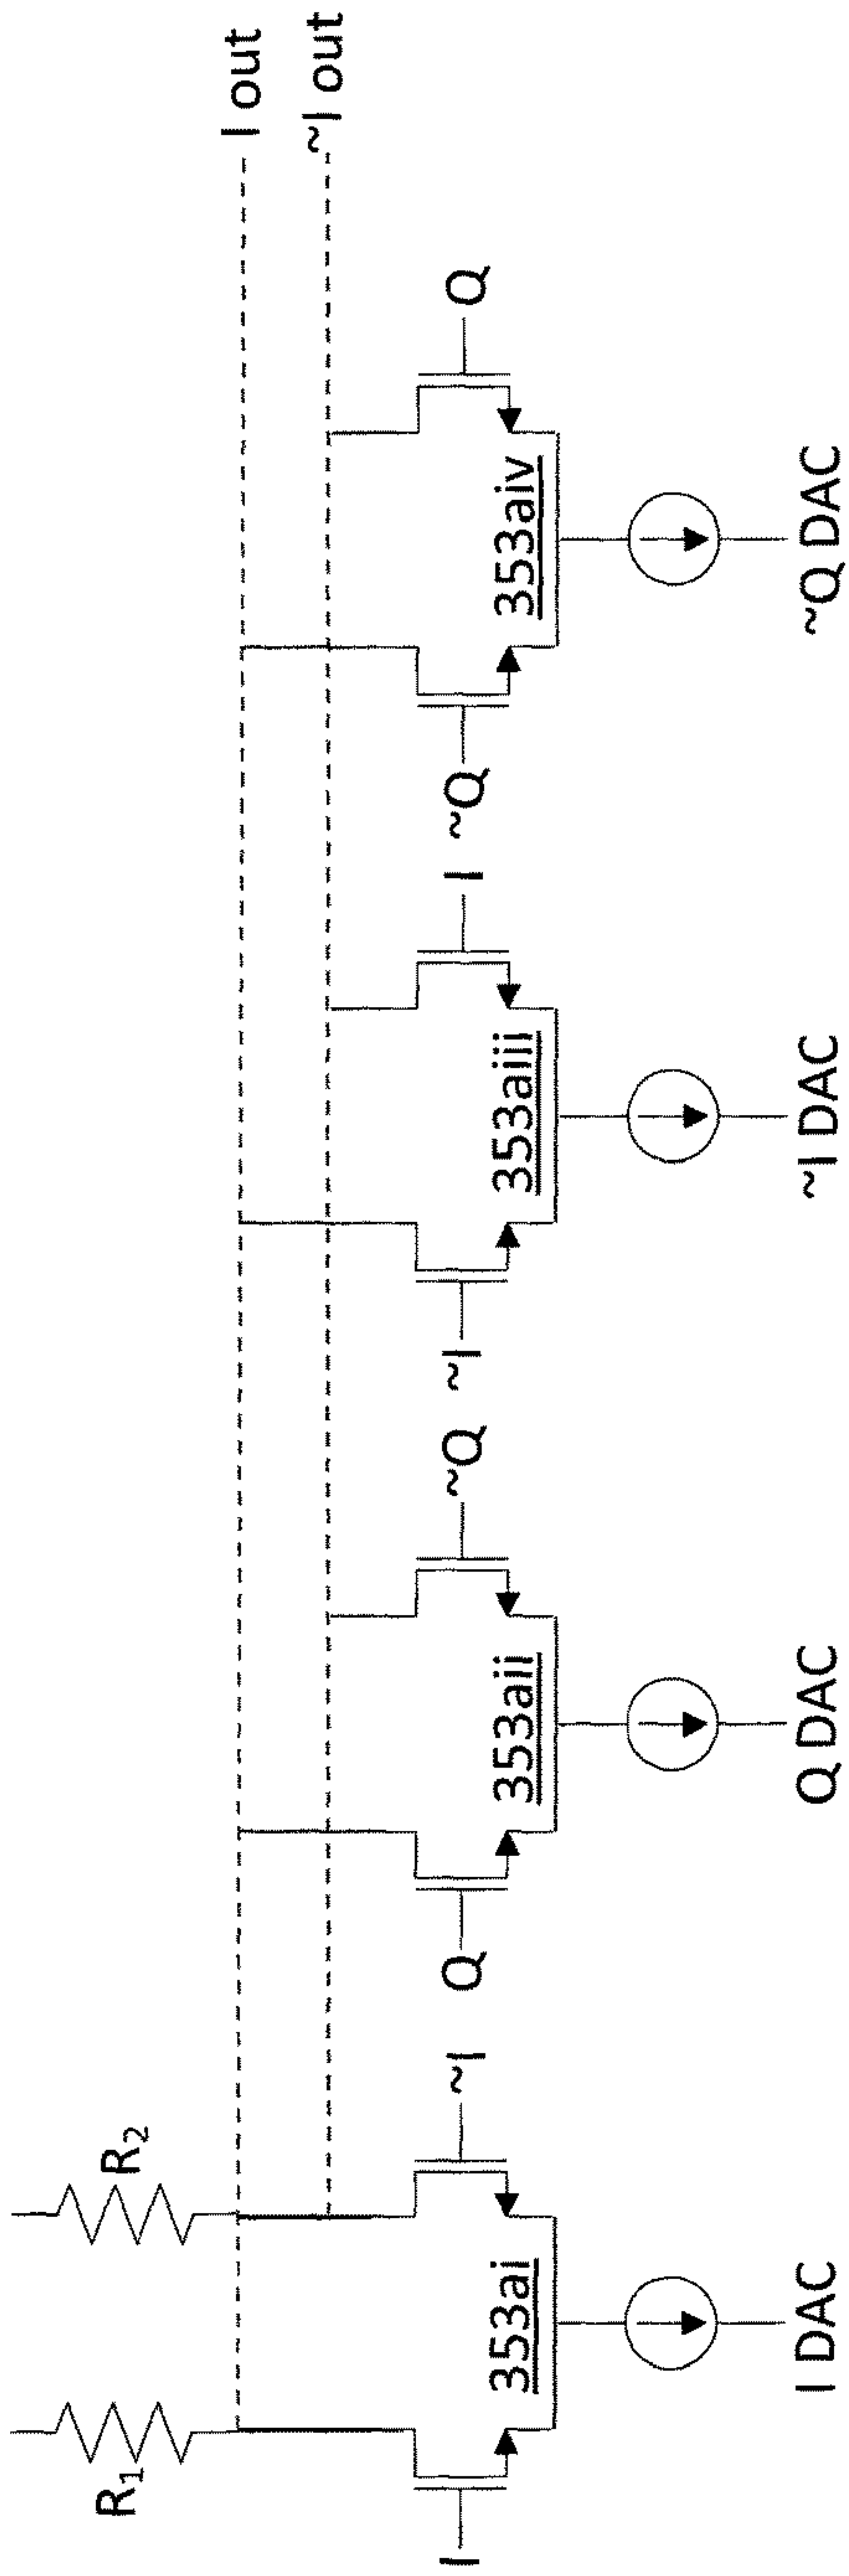 R1
R2
I out
~I out
I
~I
Q
~Q
~I
I
~Q
Q
353ai
353aii
353aiii
353aiv
I DAC
Q DAC
~I DAC
~Q DAC